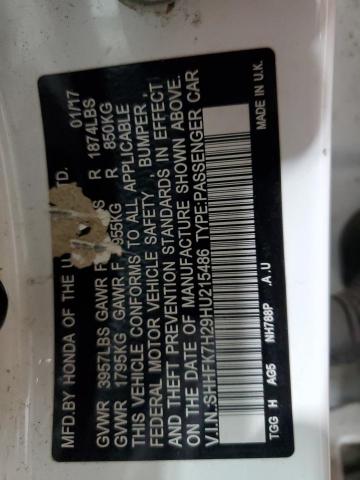 MFD.BY HONDA OF THE U TD. 01/17
GVWR 3957LBS GAWR F S R 1874LBS
GVWR 1795KG GAWR F 955KG R 850KG
THIS VEHICLE CONFORMS TO ALL APPLICABLE
FEDERAL MOTOR VEHICLE SAFETY, BUMPER,
AND THEFT PREVENTION STANDARDS IN EFFECT
ON THE DATE OF MANUFACTURE SHOWN ABOVE.
V.I.N.:SHHFK7H29HU215486 TYPE:PASSENGER CAR
TGG H AG5 NH788P .A.U MADE IN U.K.